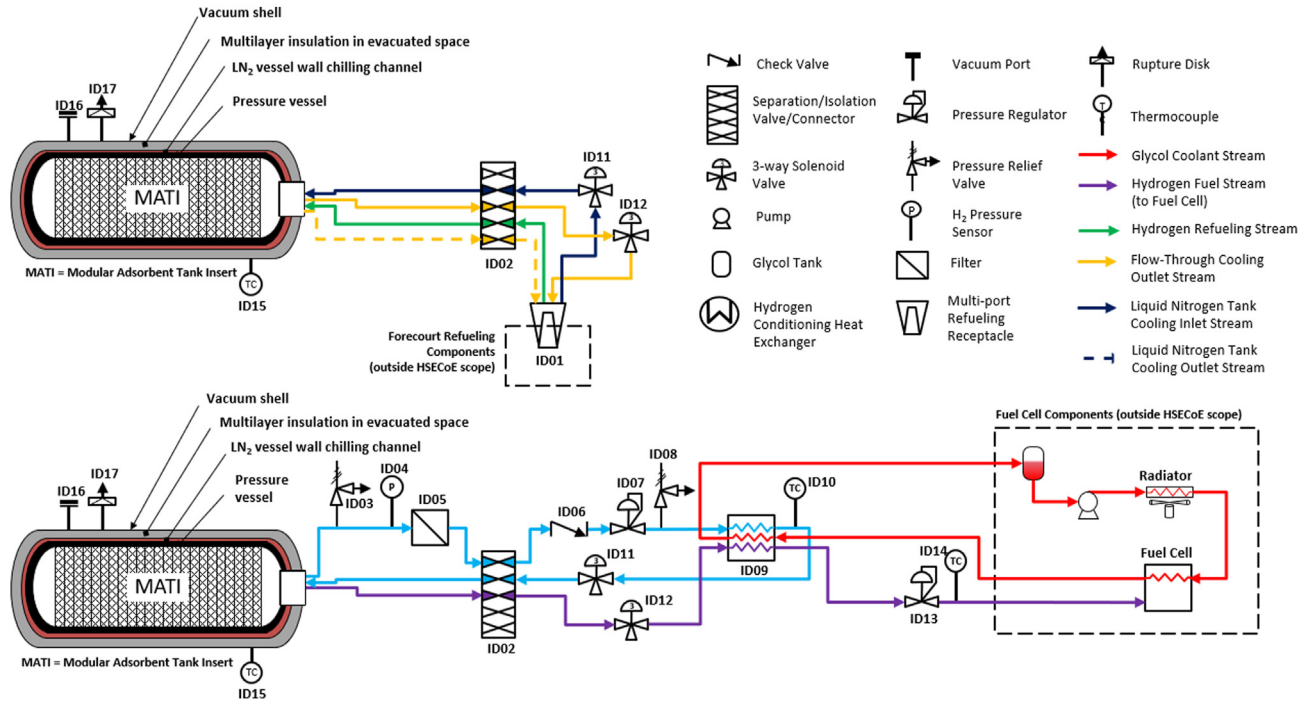 Vacuum shell
Multilayer insulation in evacuated space
LN2 vessel wall chilling channel
Pressure vessel
ID16
ID17
MATI
MATI = Modular Adsorbent Tank Insert
TC
ID15
ID02
3
ID11
3
ID12
ID01
Forecourt Refueling
Components
(outside HSECoE scope)
Check Valve
Separation/Isolation
Valve/Connector
3
3-way Solenoid
Valve
Pump
Glycol Tank
Hydrogen
Conditioning Heat
Exchanger
Vacuum Port
Pressure Regulator
Pressure Relief
Valve
P
H2 Pressure
Sensor
Filter
Multi-port
Refueling
Receptacle
Rupture Disk
T
C
Thermocouple
Glycol Coolant Stream
Hydrogen Fuel Stream
(to Fuel Cell)
Hydrogen Refueling Stream
Flow-Through Cooling
Outlet Stream
Liquid Nitrogen Tank
Cooling Inlet Stream
Liquid Nitrogen Tank
Cooling Outlet Stream
Vacuum shell
Multilayer insulation in evacuated space
LN2 vessel wall chilling channel
Pressure
vessel
ID16
ID17
MATI
MATI = Modular Adsorbent Tank Insert
TC
ID15
ID03
ID04
P
ID05
ID02
ID06
ID07
ID08
3
ID11
3
ID12
ID09
TC
ID10
ID13
ID14
TC
Fuel Cell Components (outside HSECoE scope)
Radiator
Fuel Cell